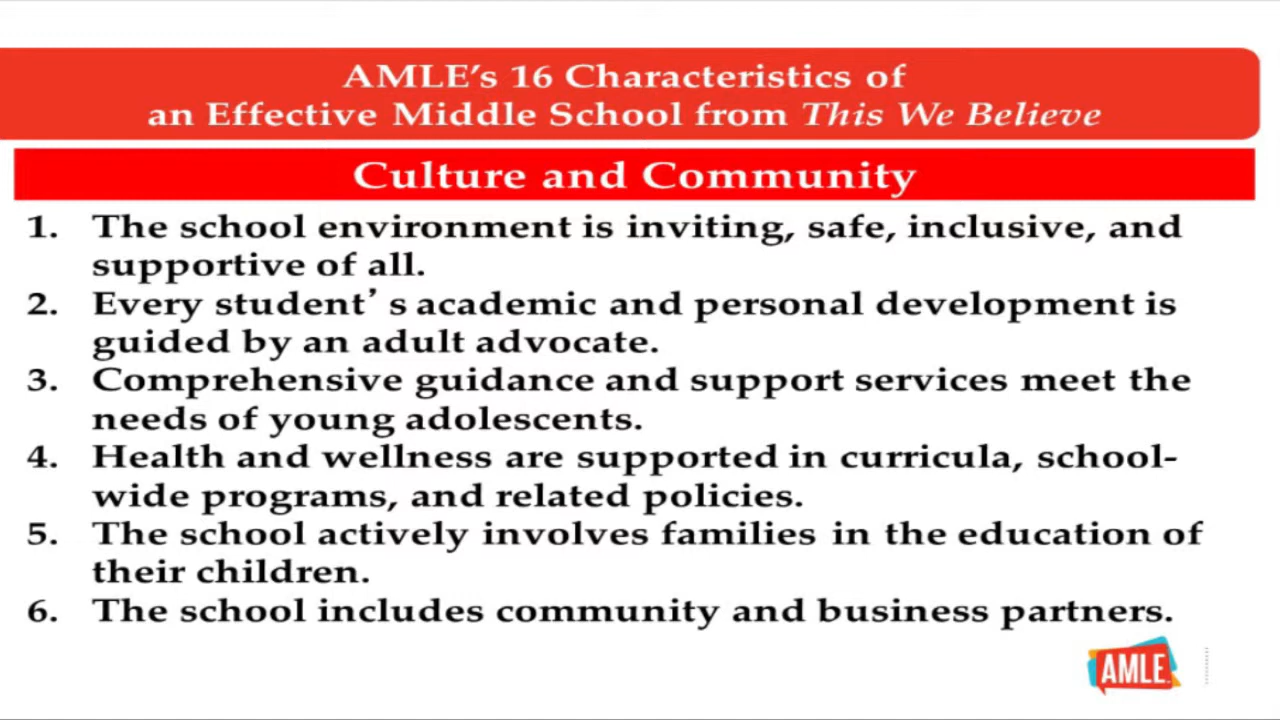 AMLE's 16 Characteristics of
an Effective Middle School from This We Believe
Culture and Community
1. The school environment is inviting, safe, inclusive, and
supportive of all.
2. Every student's academic and personal development is
guided by an adult advocate.
3. Comprehensive guidance and support services meet the
needs of young adolescents.
4. Health and wellness are supported in curricula, school-
wide programs, and related policies.
5. The school actively involves families in the education of
their children.
6. The school includes community and business partners.
AMLE